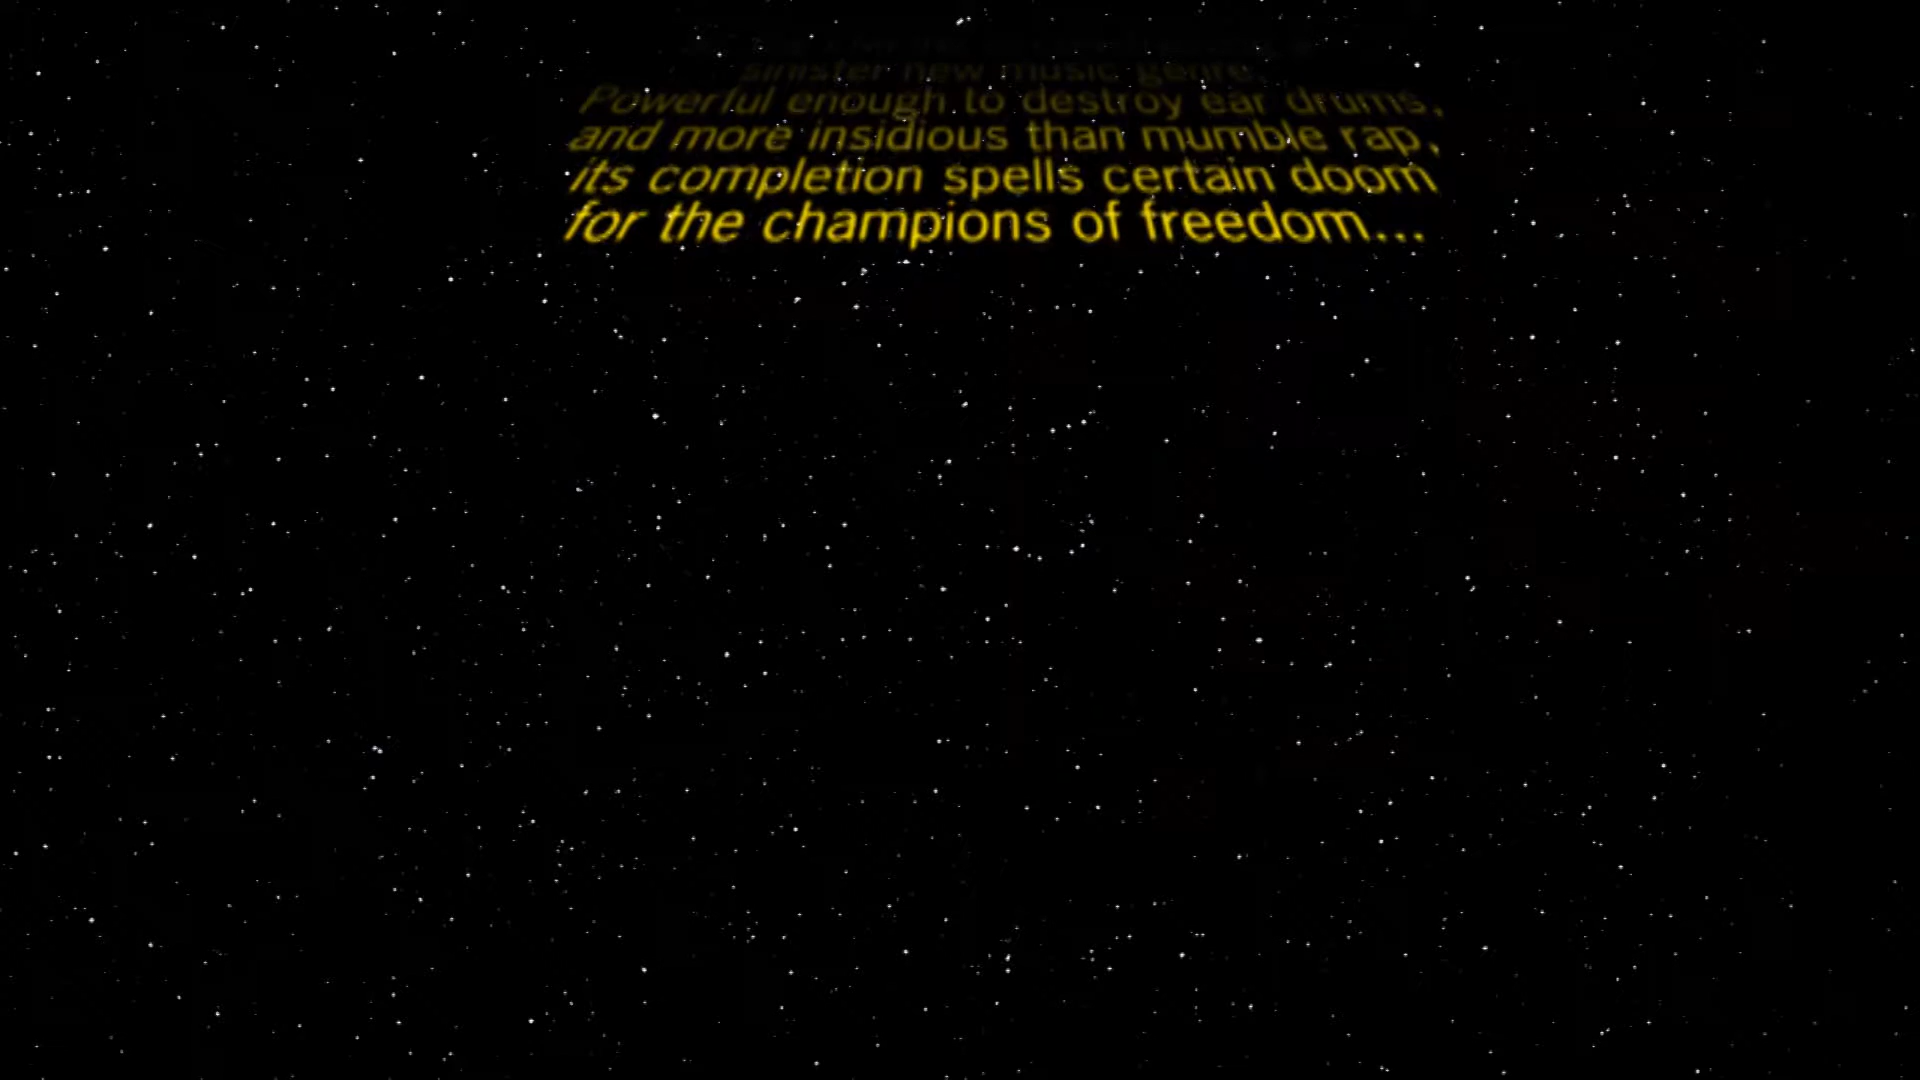 sinister new music genre.
Powerful enough to destroy ear drums,
and more insidious than mumble rap,
its completion spells certain doom
for the champions of freedom...